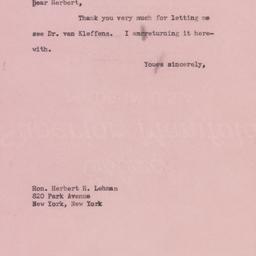 Dear Herbert,
Thank you very much for letting me
see Dr. van Kleffens. I am returning it here-
with.
Yours sincerely,
Hon. Herbert H. Lehman
820 Park Avenue
New York, New York